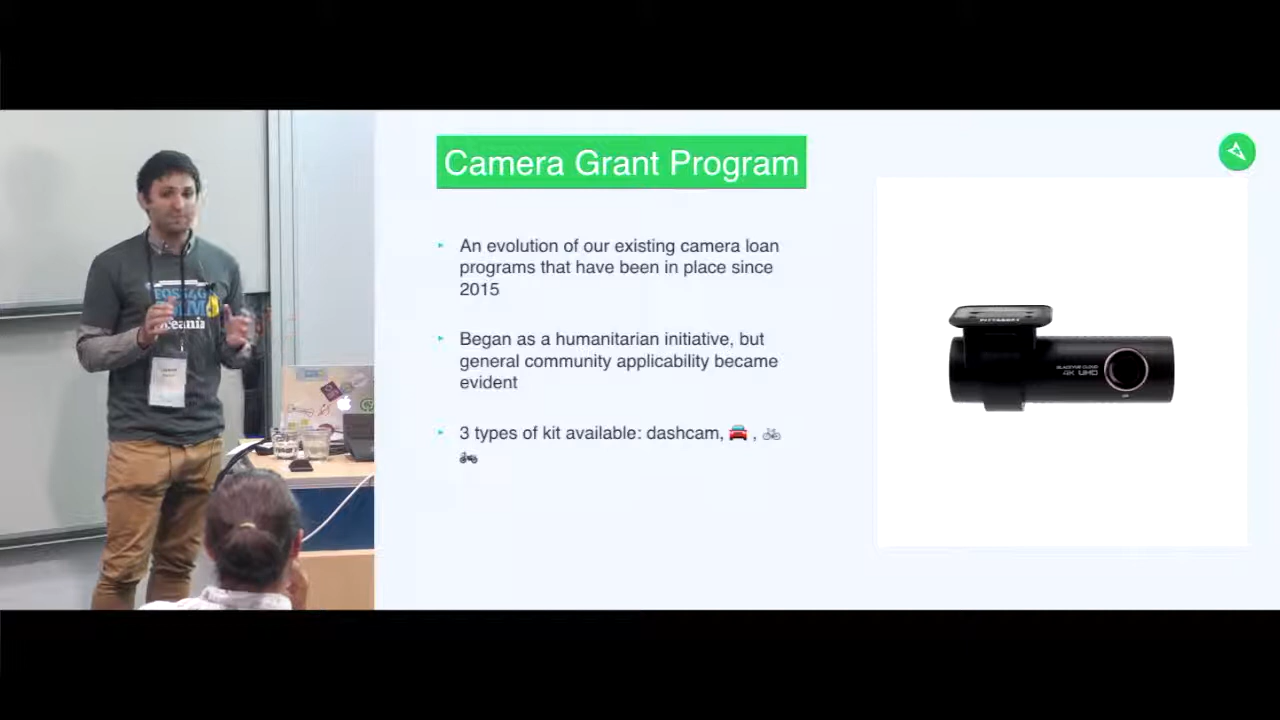 Camera Grant Program
An evolution of our existing camera loan
programs that have been in place since
2015
Began as a humanitarian initiative, but
general community applicability became
evident
3 types of kit available: dashcam, 🚘 , 🚲
🏍
BLACKVUE CLOUD
4K UHD
FOSS4G